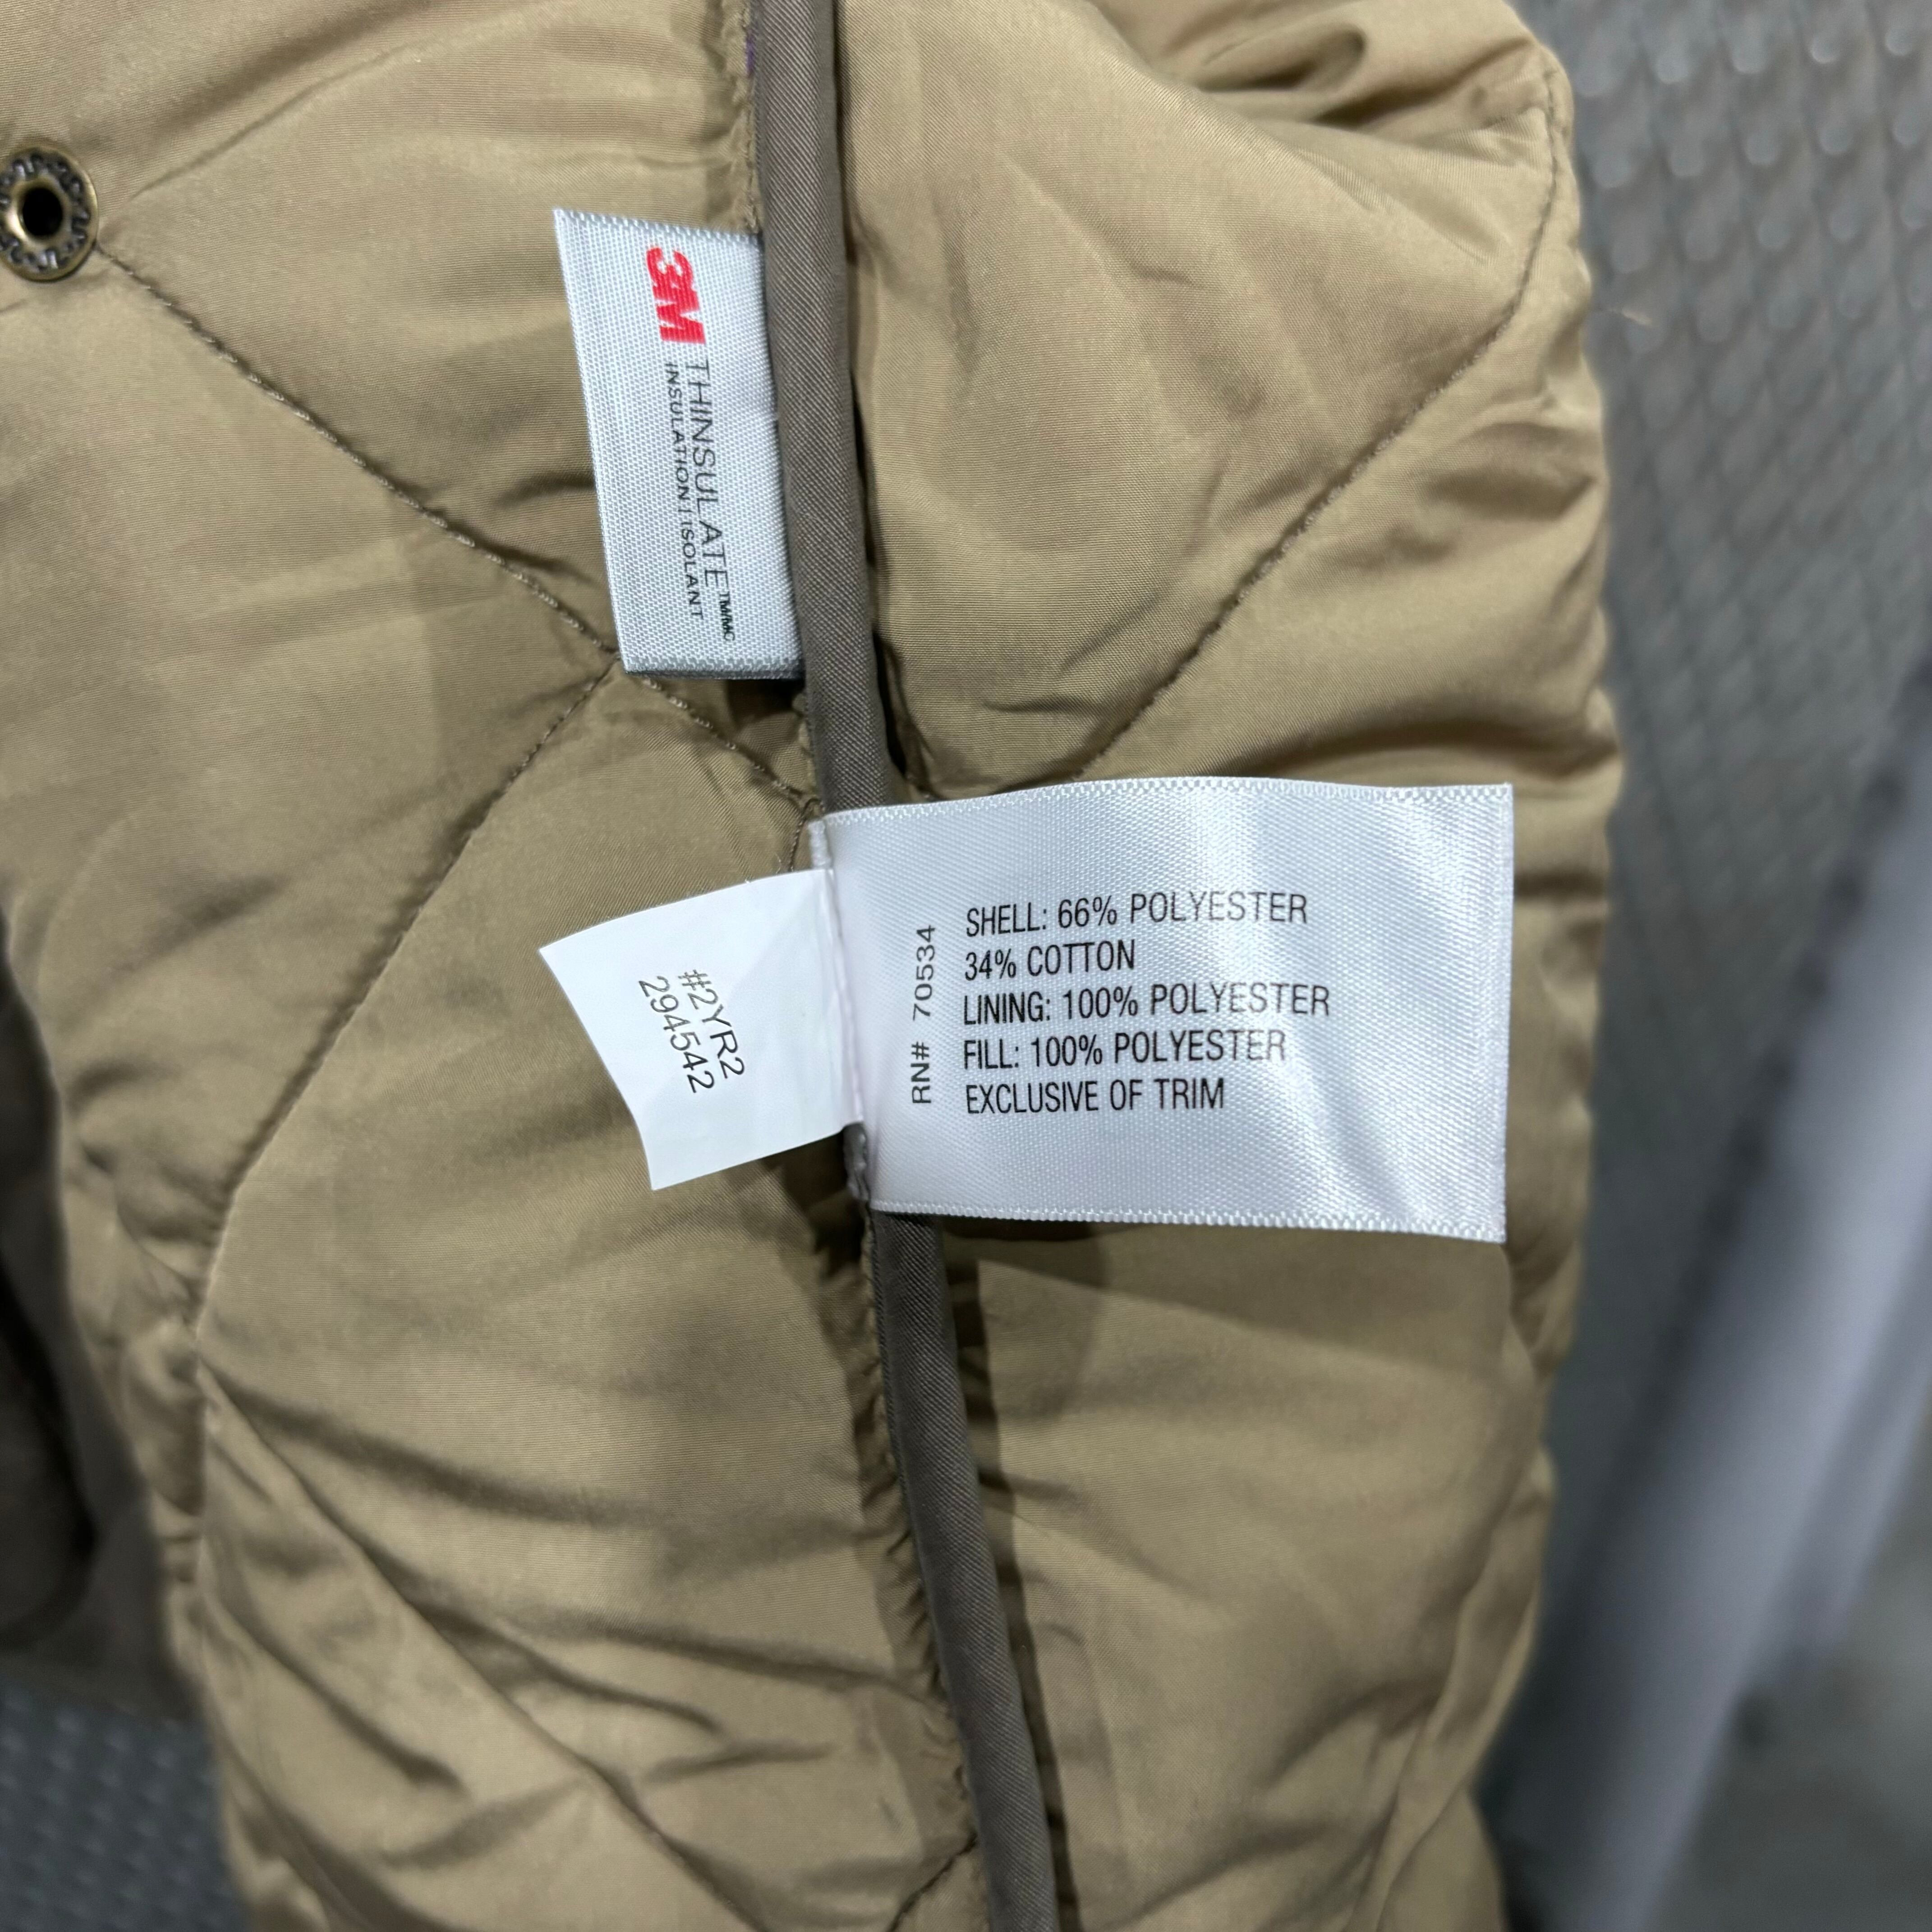 3M
THINSULATE™/MC
INSULATION | ISOLANT
#2YR2
294542
RN# 70534
SHELL: 66% POLYESTER
34% COTTON
LINING: 100% POLYESTER
FILL: 100% POLYESTER
EXCLUSIVE OF TRIM